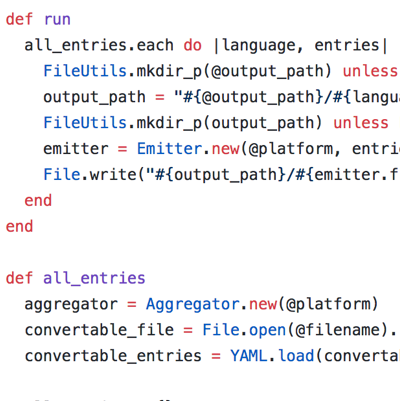 def run
  all_entries.each do |language, entries|
    FileUtils.mkdir_p(@output_path) unless
    output_path = "#{@output_path}/#{langu
    FileUtils.mkdir_p(output_path) unless
    emitter = Emitter.new(@platform, entri
    File.write("#{output_path}/#{emitter.f
  end
end
def all_entries
  aggregator = Aggregator.new(@platform)
  convertable_file = File.open(@filename).
  convertable_entries = YAML.load(converta